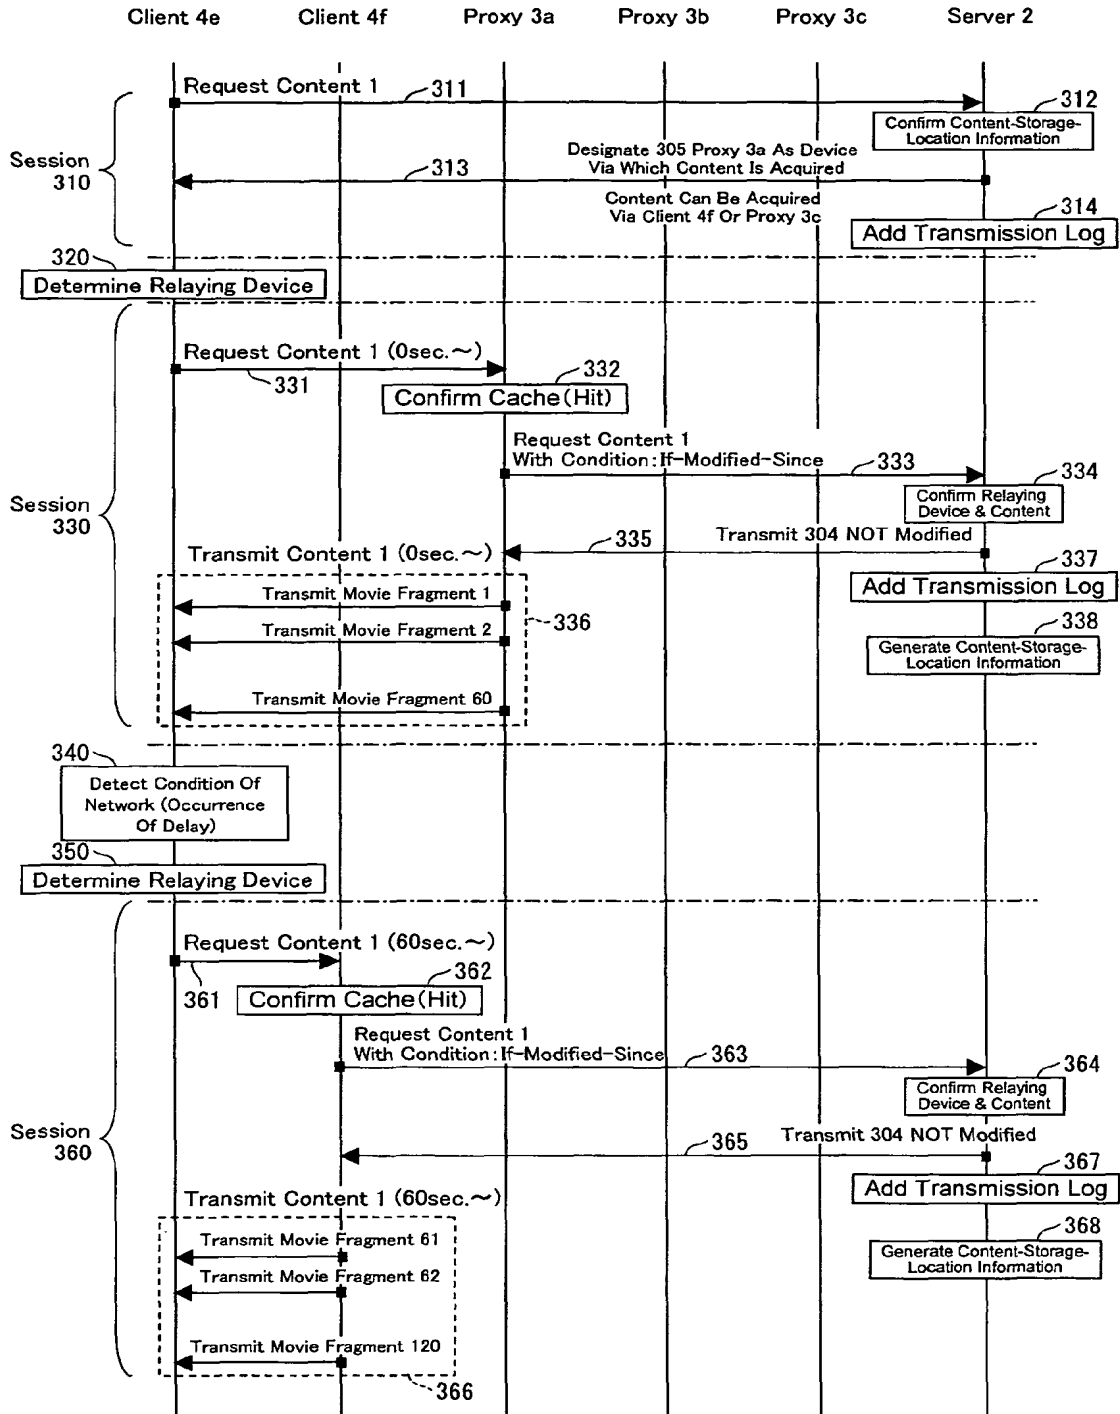 Client 4e Client 4f Proxy 3a Proxy 3b Proxy 3c Server 2
Request Content 1
311
312
Confirm Content-Storage-
Location Information
Session
310
313
Designate 305 Proxy 3a As Device
Via Which Content Is Acquired
Content Can Be Acquired
Via Client 4f Or Proxy 3c
314
Add Transmission Log
320
Determine Relaying Device
Request Content 1 (0sec.~)
331
332
Confirm Cache(Hit)
Request Content 1
With Condition:If-Modified-Since
333
334
Confirm Relaying
Device & Content
Session
330
Transmit 304 NOT Modified
335
Transmit Content 1 (0sec.~)
337
Add Transmission Log
Transmit Movie Fragment 1
336
Transmit Movie Fragment 2
338
Generate Content-Storage-
Location Information
Transmit Movie Fragment 60
340
Detect Condition Of
Network (Occurrence
Of Delay)
350
Determine Relaying Device
Request Content 1 (60sec.~)
361
362
Confirm Cache(Hit)
Request Content 1
With Condition:If-Modified-Since
363
364
Confirm Relaying
Device & Content
Session
360
Transmit 304 NOT Modified
365
367
Add Transmission Log
Transmit Content 1 (60sec.~)
Transmit Movie Fragment 61
368
Generate Content-Storage-
Location Information
Transmit Movie Fragment 62
Transmit Movie Fragment 120
366